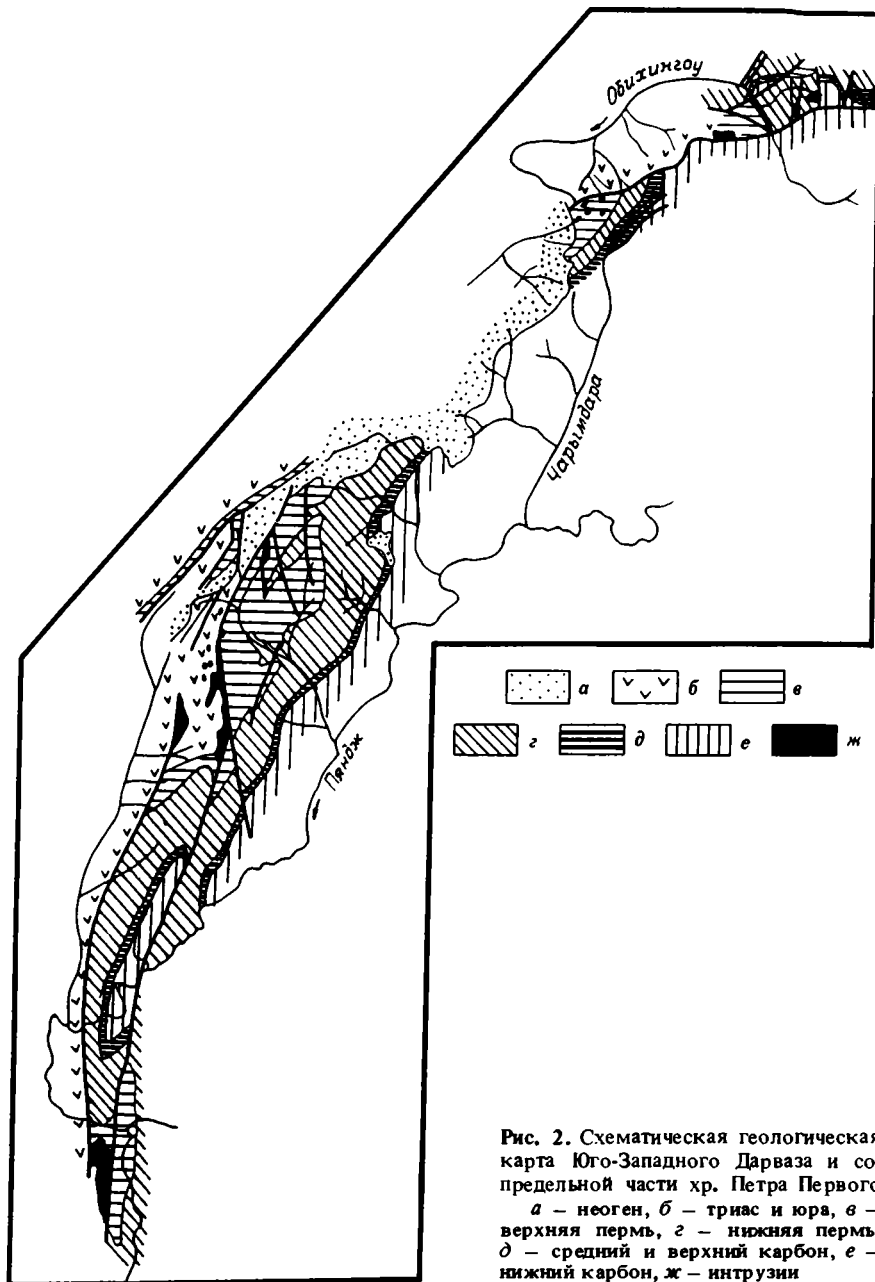 Обихингоу
Чарымдара
Пяндж
а б в
г д е ж
Рис. 2. Схематическая геологическая
карта Юго-Западного Дарваза и со-
предельной части хр. Петра Первого
а – неоген, б – триас и юра, в –
верхняя пермь, г – нижняя пермь
д – средний и верхний карбон, е –
нижний карбон, ж – интрузии